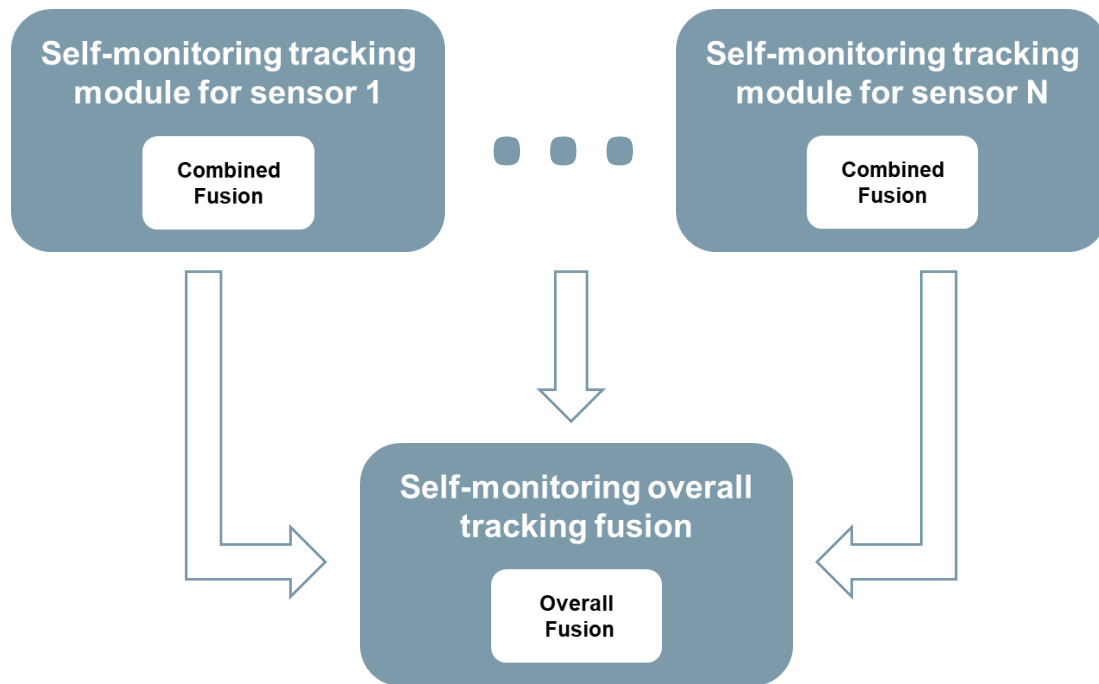 Self-monitoring tracking
module for sensor 1
Combined
Fusion
Self-monitoring tracking
module for sensor N
Combined
Fusion
Self-monitoring overall
tracking fusion
Overall
Fusion